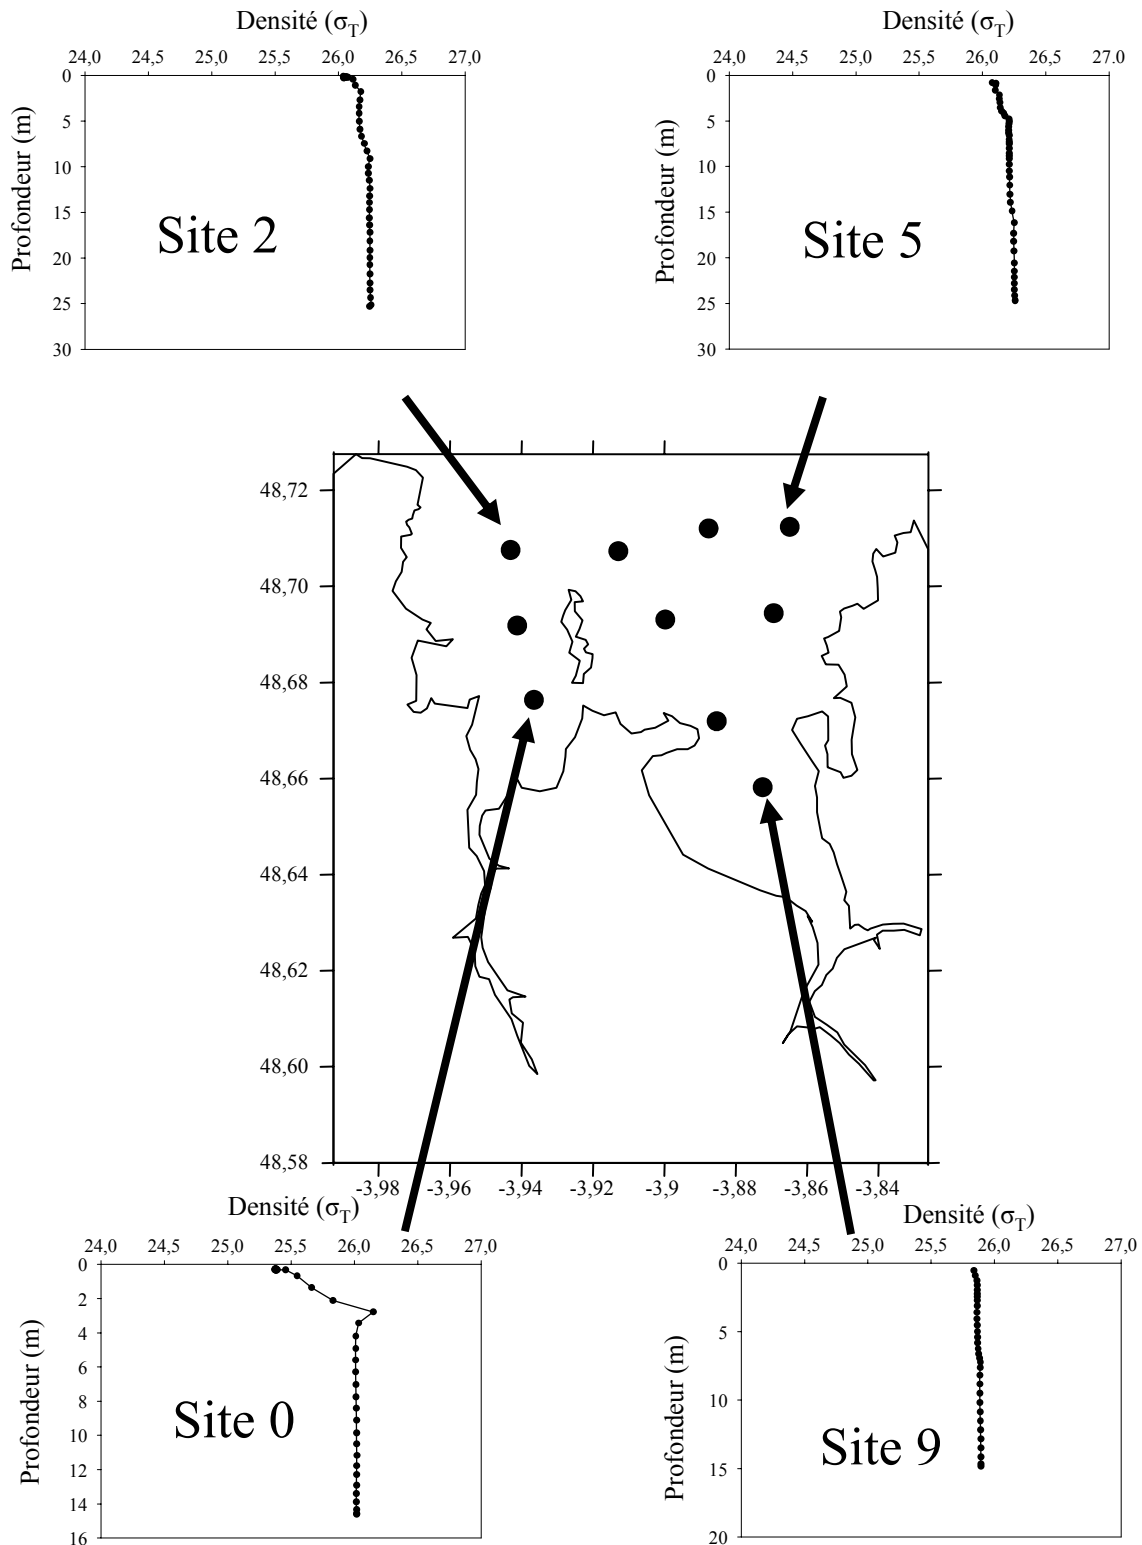 Densité (σT)
24,0 24,5 25,0 25,5 26,0 26,5 27,0
0
5
10
15
20
25
30
Profondeur (m)
Site 2
Densité (σT)
24,0 24,5 25,0 25,5 26,0 26,5 27,0
0
5
10
15
20
25
30
Profondeur (m)
Site 5
48,72
48,70
48,68
48,66
48,64
48,62
48,60
48,58
-3,98 -3,96 -3,94 -3,92 -3,9 -3,88 -3,86 -3,84
Densité (σT)
24,0 24,5 25,0 25,5 26,0 26,5 27,0
0
2
4
6
8
10
12
14
16
Profondeur (m)
Site 0
Densité (σT)
24,0 24,5 25,0 25,5 26,0 26,5 27,0
0
5
10
15
20
Profondeur (m)
Site 9